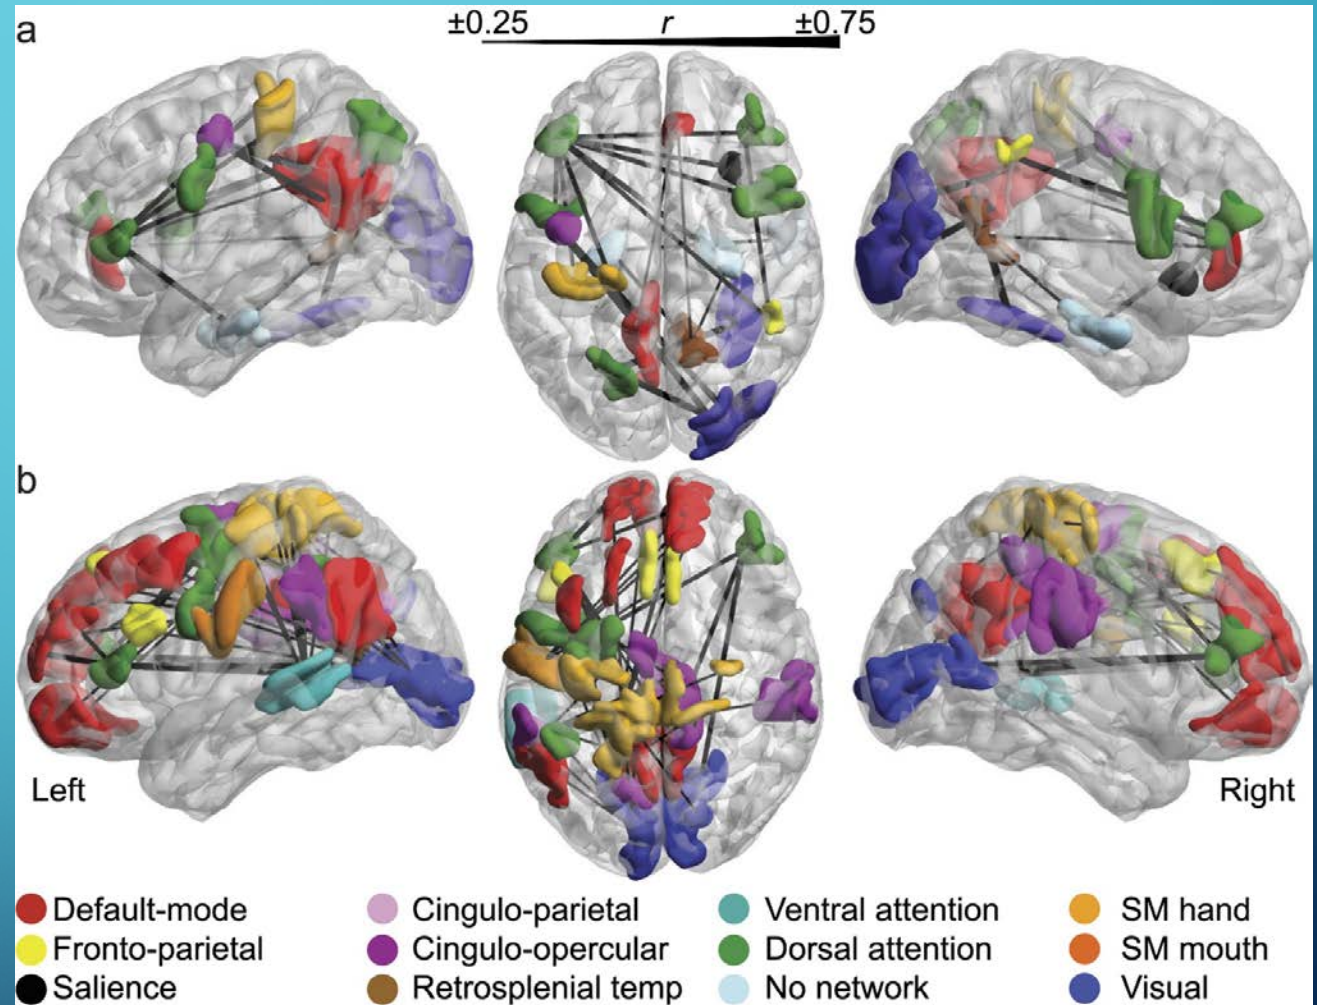 a
±0.25 r ±0.75
b
Left
Right
Default-mode
Fronto-parietal
Salience
Cingulo-parietal
Cingulo-opercular
Retrosplenial temp
Ventral attention
Dorsal attention
No network
SM hand
SM mouth
Visual